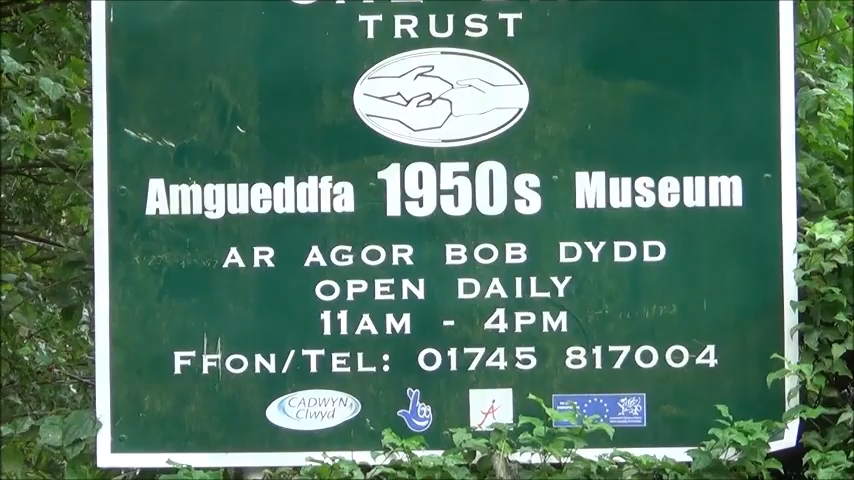 TRUST
Amgueddfa 1950s Museum
AR AGOR BOB DYDD
OPEN DAILY
11AM - 4PM
FFON/TEL: 01745 817004
CADWYN
Clwyd